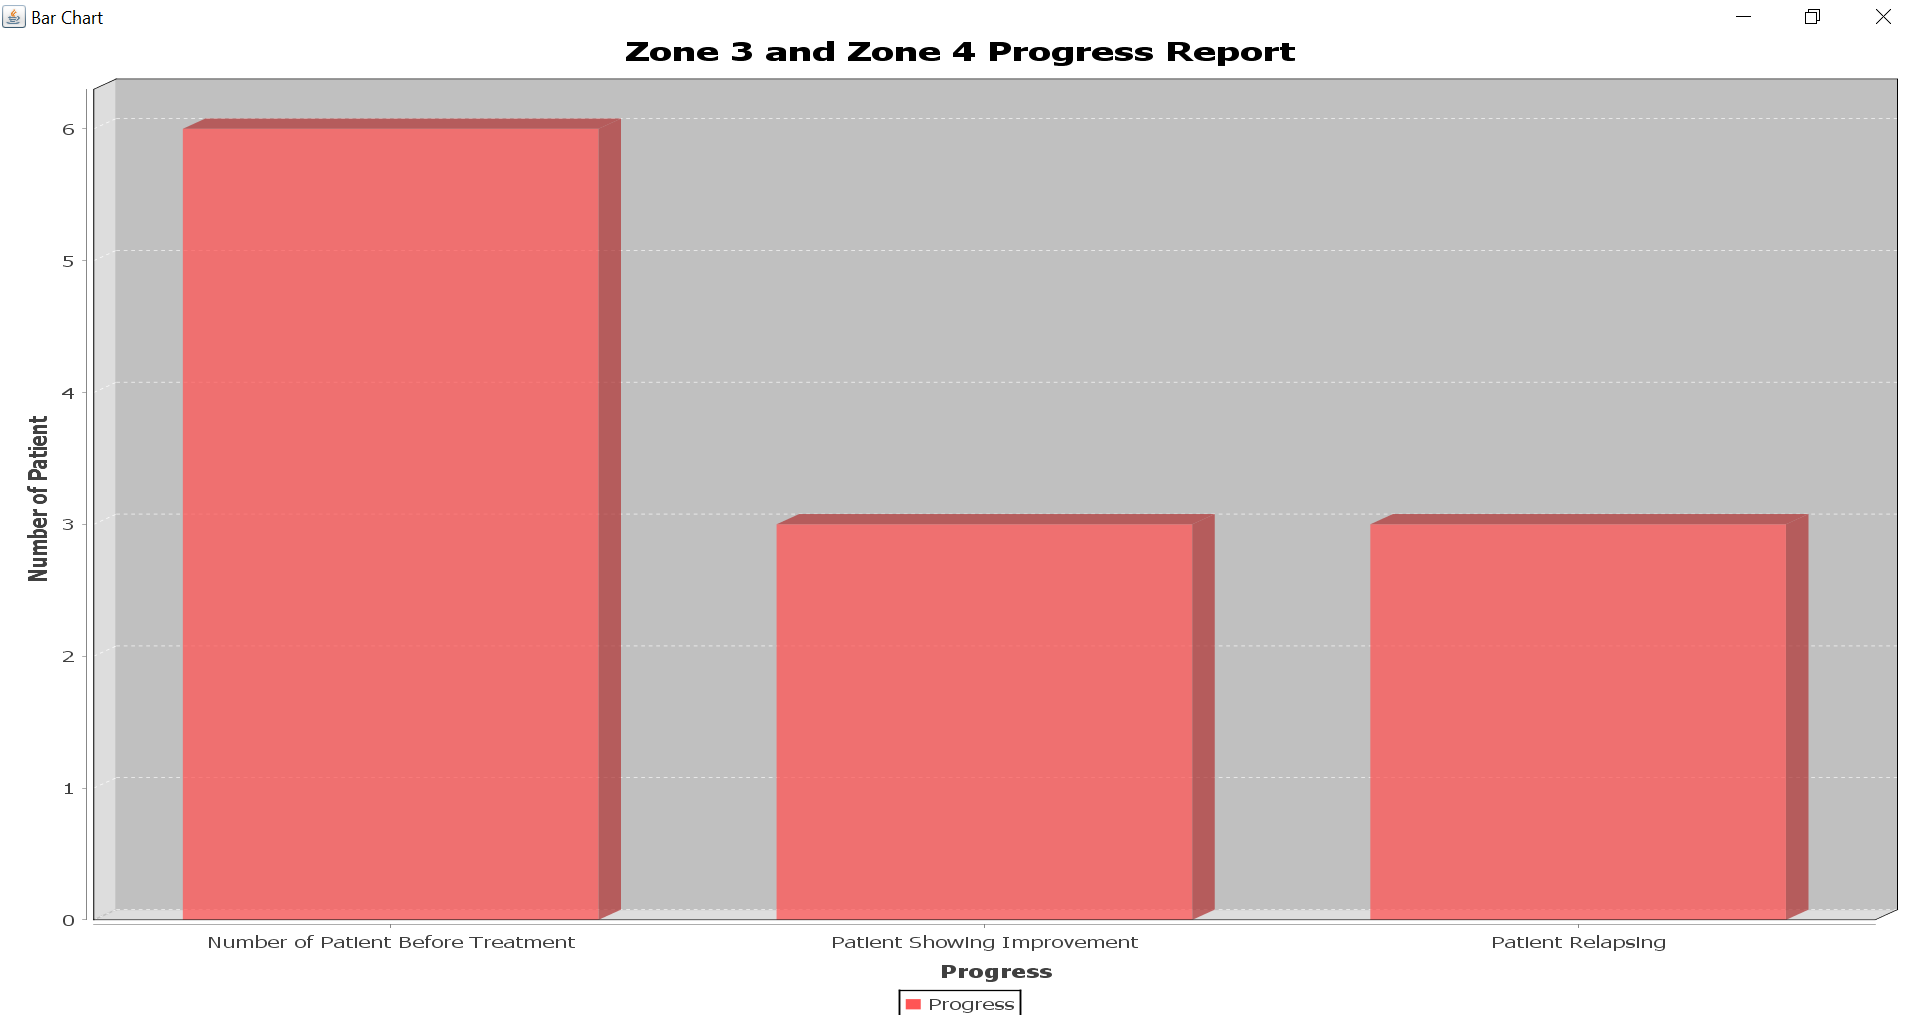 Bar Chart
Zone 3 and Zone 4 Progress Report
Number of Patient
6
5
4
3
2
1
0
Number of Patient Before Treatment
Patient Showing Improvement
Patient Relapsing
Progress
Progress